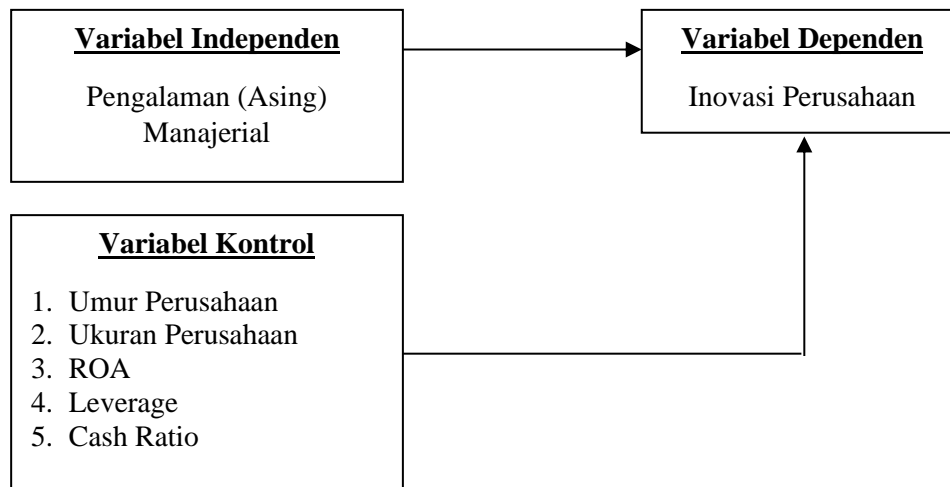 Variabel Independen
Pengalaman (Asing)
Manajerial
Variabel Dependen
Inovasi Perusahaan
Variabel Kontrol
1. Umur Perusahaan
2. Ukuran Perusahaan
3. ROA
4. Leverage
5. Cash Ratio